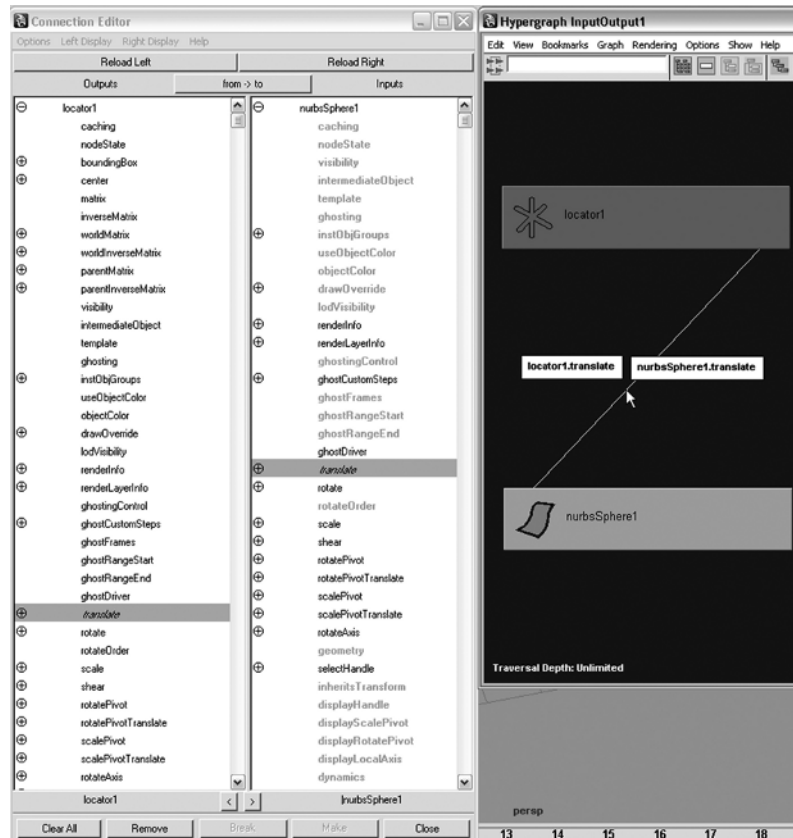 Connection Editor
Options Left Display Right Display Help
Reload Left
Reload Right
Outputs
from -> to
Inputs
locator1
caching
nodeState
boundingBox
center
matrix
inverseMatrix
worldMatrix
worldInverseMatrix
parentMatrix
parentInverseMatrix
visibility
intermediateObject
template
ghosting
instObjGroups
useObjectColor
objectColor
drawOverride
lodVisibility
renderInfo
renderLayerInfo
ghostingControl
ghostCustomSteps
ghostFrames
ghostRangeStart
ghostRangeEnd
ghostDriver
translate
rotate
rotateOrder
scale
shear
rotatePivot
rotatePivotTranslate
scalePivot
scalePivotTranslate
rotateAxis
nurbsSphere1
caching
nodeState
visibility
intermediateObject
template
ghosting
instObjGroups
useObjectColor
objectColor
drawOverride
lodVisibility
renderInfo
renderLayerInfo
ghostingControl
ghostCustomSteps
ghostFrames
ghostRangeStart
ghostRangeEnd
ghostDriver
translate
rotate
rotateOrder
scale
shear
rotatePivot
rotatePivotTranslate
scalePivot
scalePivotTranslate
rotateAxis
geometry
selectHandle
inheritsTransform
displayHandle
displayScalePivot
displayRotatePivot
displayLocalAxis
dynamics
locator1
< >
|nurbsSphere1
Clear All
Remove
Break
Make
Close
Hypergraph InputOutput1
Edit View Bookmarks Graph Rendering Options Show Help
locator1
locator1.translate
nurbsSphere1.translate
nurbsSphere1
Traversal Depth: Unlimited
persp
13 14 15 16 17 18